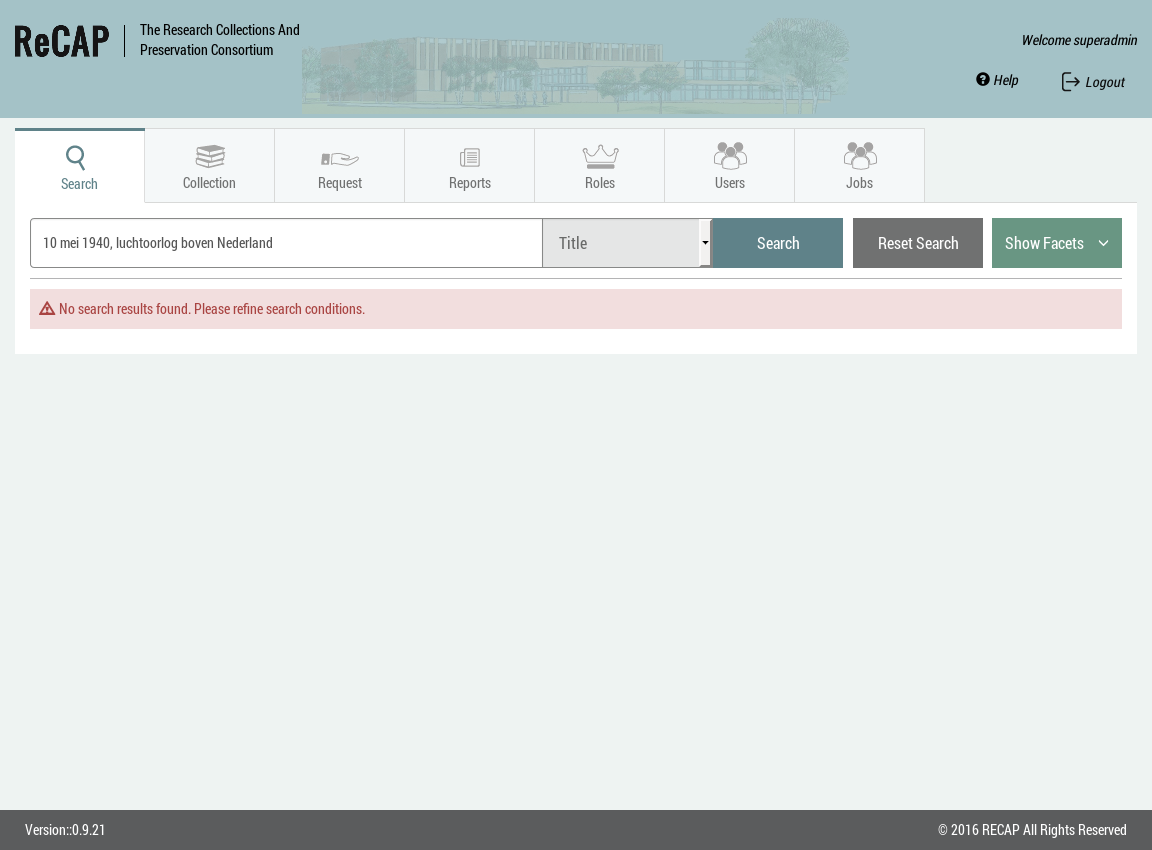 ReCAP
The Research Collections And
Preservation Consortium
Welcome superadmin
Help
Logout
Search
Collection
Request
Reports
Roles
Users
Jobs
10 mei 1940, luchtoorlog boven Nederland
Title
Search
Reset Search
Show Facets
No search results found. Please refine search conditions.
Version::0.9.21
© 2016 RECAP All Rights Reserved